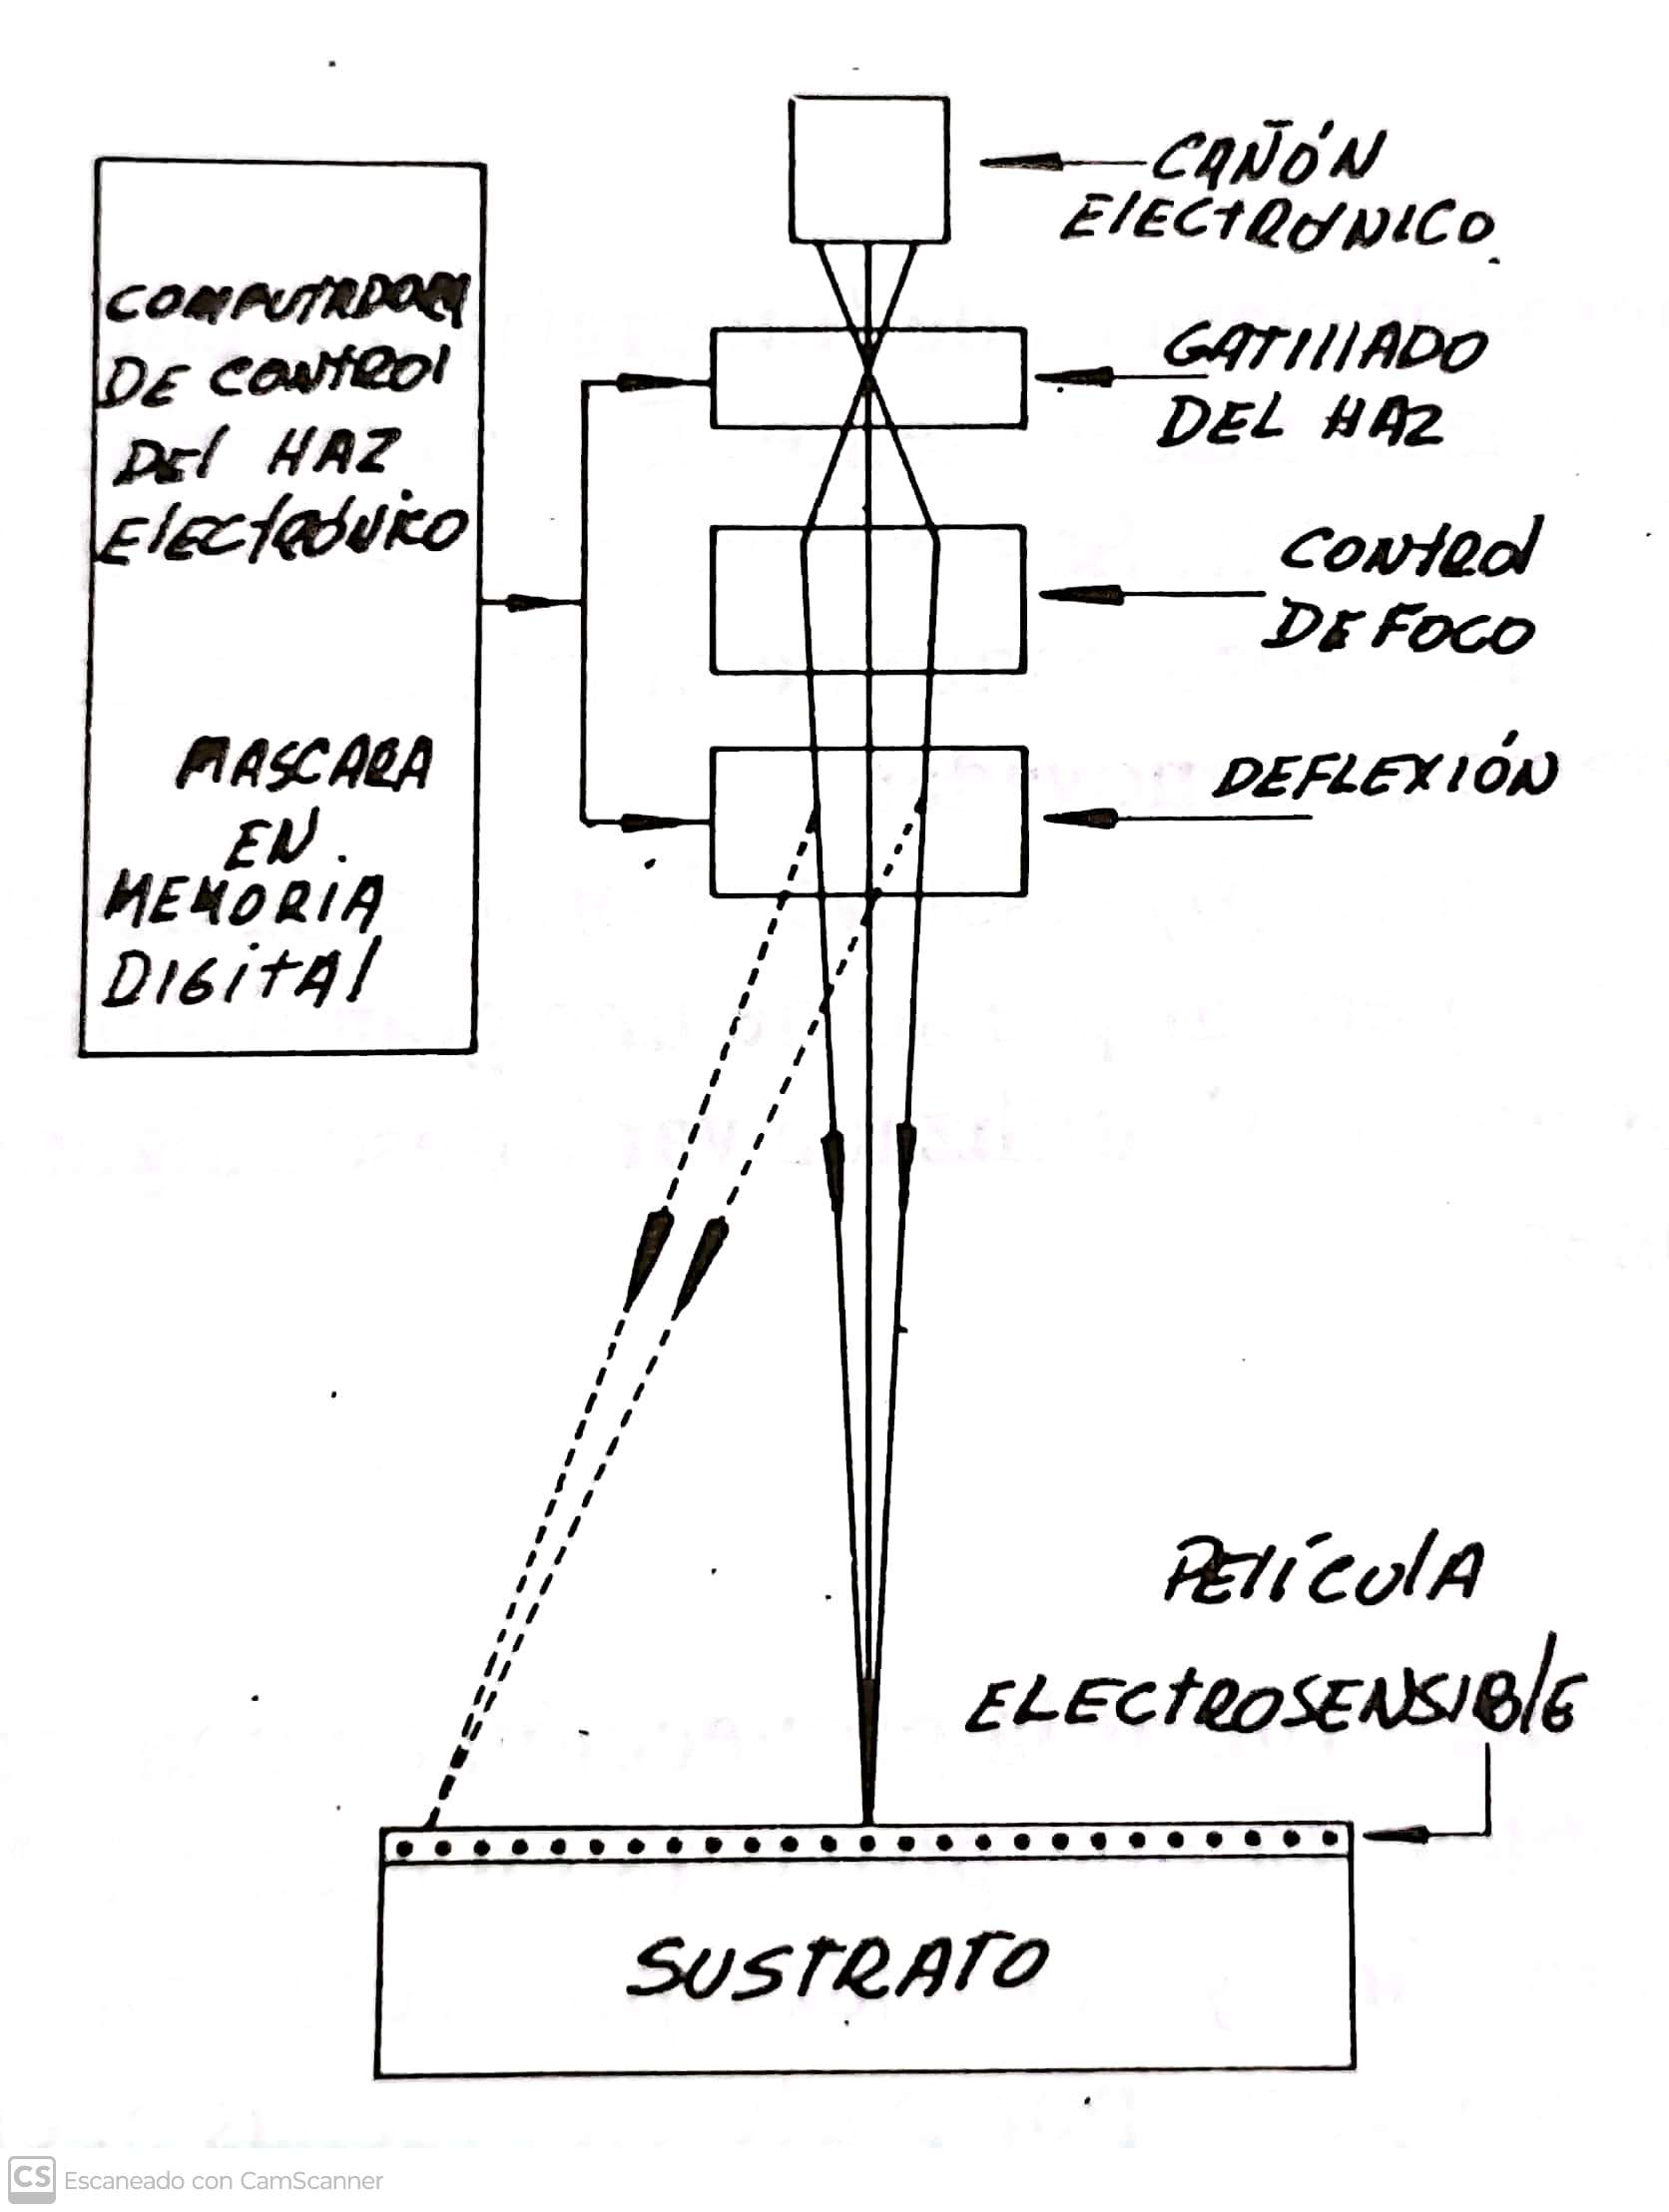 CAÑÓN
ELECTRÓNICO.
COMPUTADORA
DE CONTROL
DEL HAZ
ELECTRÓNICO
MASCARA
EN
MEMORIA
DIGITAL
GATILLADO
DEL HAZ
CONTROL
DE FOCO
DEFLEXIÓN
PELÍCULA
ELECTROSENSIBLE
SUSTRATO
CS Escaneado con CamScanner